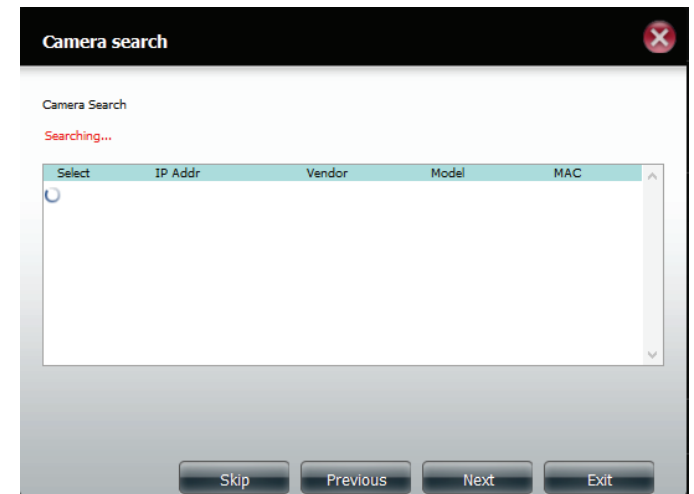 Camera search
Camera Search
Searching...
Select IP Addr Vendor Model MAC
Skip Previous Next Exit